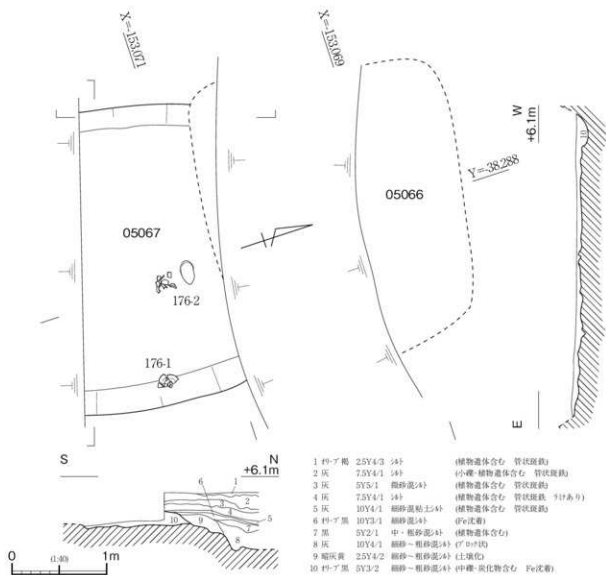 X=-153.071
X=-153.069
W
+6.1m
10
Y=-38.288
05066
05067
176-2
176-1
E
S
N
+6.1m
6
1
2
3
4
5
7
10
9
8
0
(1:40)
1m
1 オリーブ褐 2.5Y4/3 シルト (植物遺体含む 管状斑鉄)
2 灰 7.5Y4/1 シルト (小礫・植物遺体含む 管状斑鉄)
3 灰 5Y5/1 微砂混シルト (植物遺体含む 管状斑鉄)
4 灰 7.5Y4/1 シルト (植物遺体含む 管状斑鉄 うけあり)
5 灰 10Y4/1 細砂混粘土シルト (植物遺体含む 管状斑鉄)
6 オリーブ黒 10Y3/1 細砂混シルト (Fe沈着)
7 黒 5Y2/1 中・粗砂混シルト (植物遺体含む)
8 灰 10Y4/1 細砂~粗砂混シルト (ブロック状)
9 暗灰黄 2.5Y4/2 細砂~粗砂混シルト (土壌化)
10 オリーブ黒 5Y3/2 細砂~粗砂混シルト (中礫・炭化物含む Fe沈着)